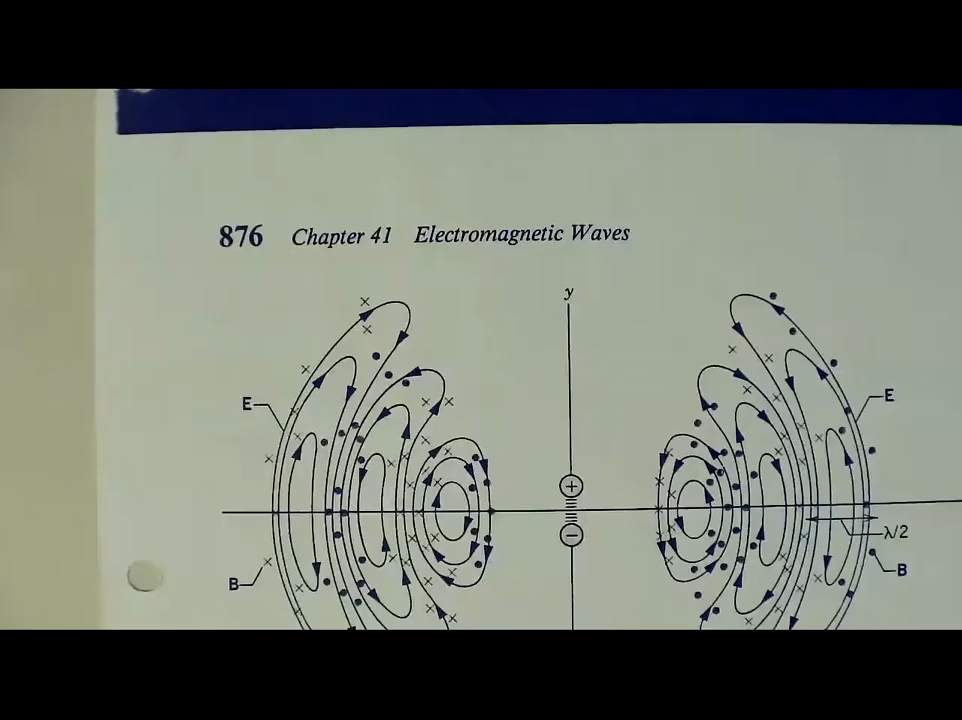 876 Chapter 41 Electromagnetic Waves
y
E E
+
−
λ/2
B B